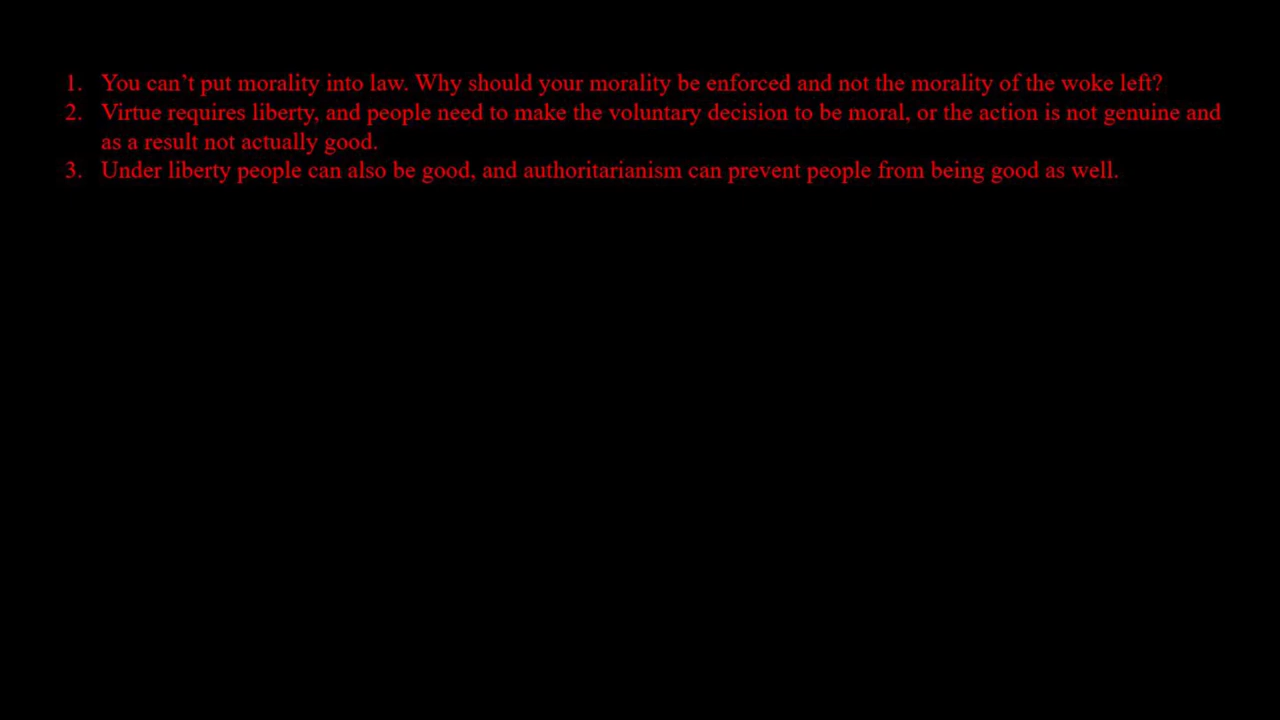 1. You can’t put morality into law. Why should your morality be enforced and not the morality of the woke left?
2. Virtue requires liberty, and people need to make the voluntary decision to be moral, or the action is not genuine and
as a result not actually good.
3. Under liberty people can also be good, and authoritarianism can prevent people from being good as well.